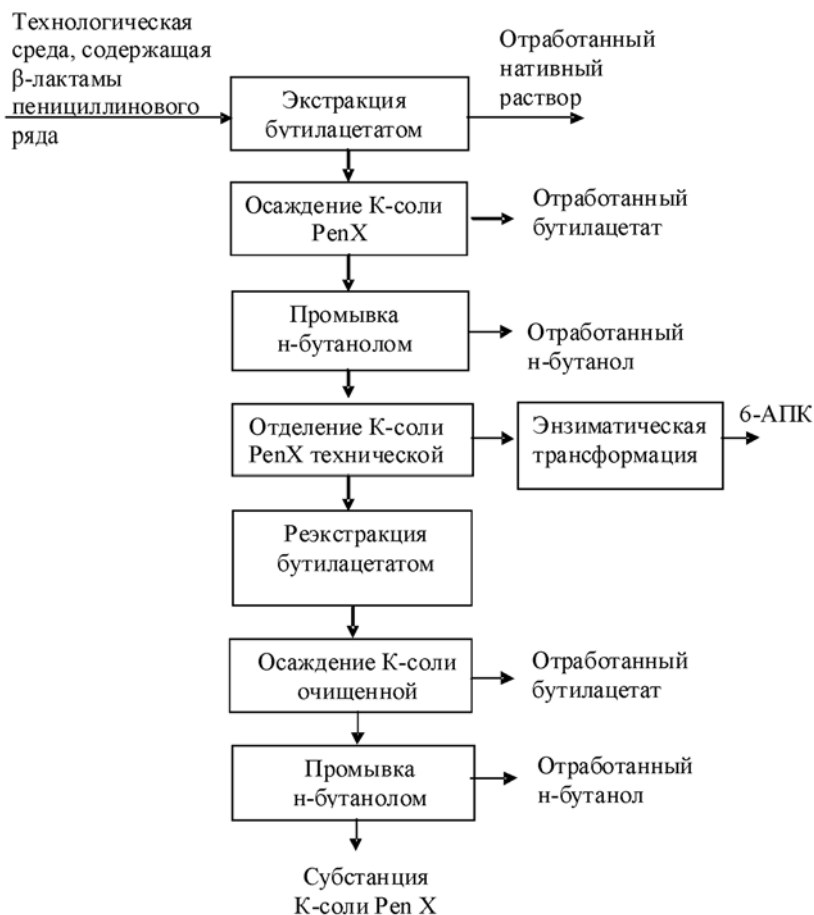 Технологическая
среда, содержащая
β-лактамы
пенициллинового
ряда
Экстракция
бутилацетатом
Отработанный
нативный
раствор
Осаждение К-соли
PenX
Отработанный
бутилацетат
Промывка
н-бутанолом
Отработанный
н-бутанол
Отделение К-соли
PenX технической
Энзиматическая
трансформация
6-АПК
Реэкстракция
бутилацетатом
Осаждение К-соли
очищенной
Отработанный
бутилацетат
Промывка
н-бутанолом
Отработанный
н-бутанол
Субстанция
К-соли Pen X